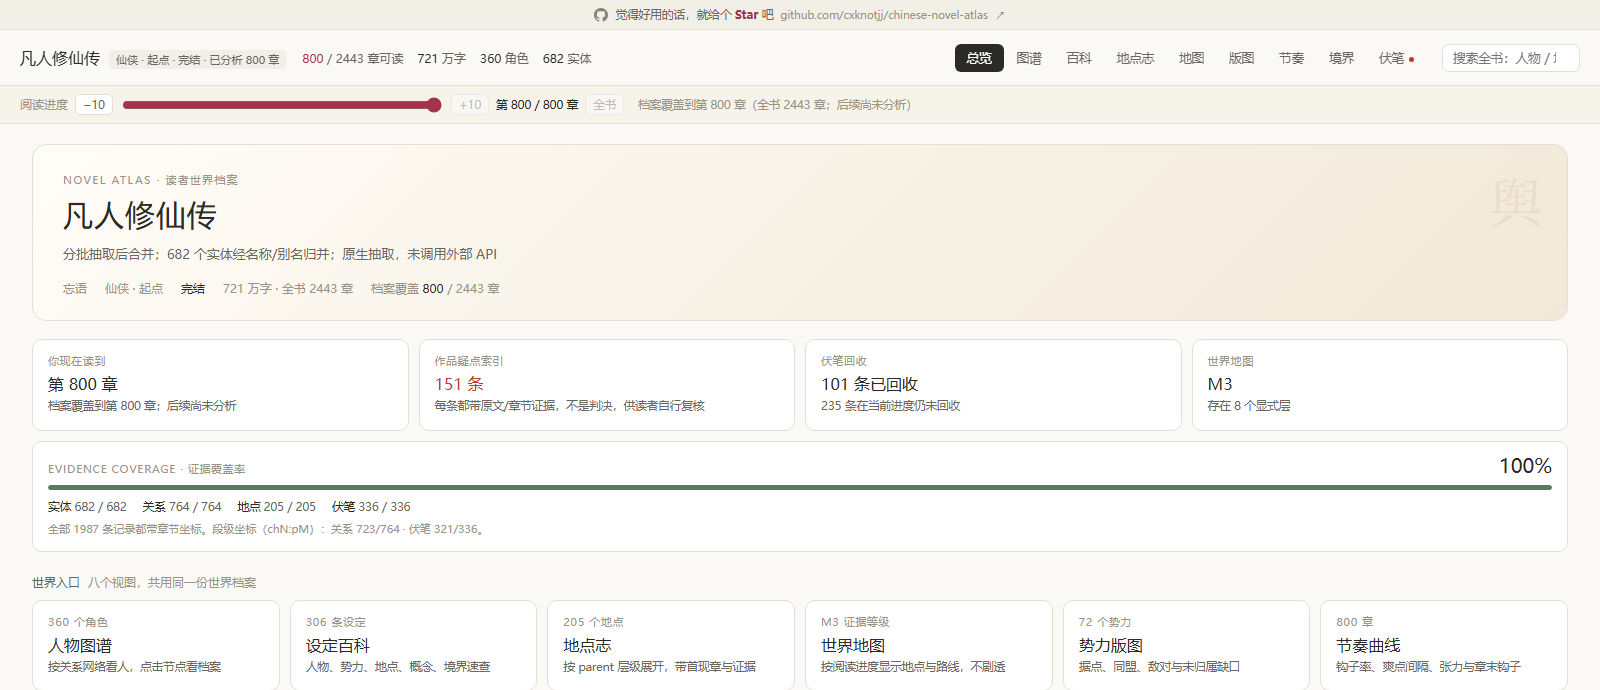 觉得好用的话，就给个 Star 吧 github.com/cxknotjj/chinese-novel-atlas ↗
凡人修仙传 仙侠 · 起点 · 完结 · 已分析 800 章 800 / 2443 章可读 721 万字 360 角色 682 实体 总览 图谱 百科 地点志 地图 版图 节奏 境界 伏笔 搜索全书：人物 /
阅读进度 −10 +10 第 800 / 800 章 全书 档案覆盖到第 800 章（全书 2443 章；后续尚未分析）
NOVEL ATLAS · 读者世界档案
凡人修仙传
舆
分批抽取后合并；682 个实体经名称/别名归并；原生抽取，未调用外部 API
忘语 仙侠 · 起点 完结 721 万字 · 全书 2443 章 档案覆盖 800 / 2443 章
你现在读到
第 800 章
档案覆盖到第 800 章；后续尚未分析
作品疑点索引
151 条
每条都带原文/章节证据，不是判决，供读者自行复核
伏笔回收
101 条已回收
235 条在当前进度仍未回收
世界地图
M3
存在 8 个显式层
EVIDENCE COVERAGE · 证据覆盖率 100%
实体 682 / 682 关系 764 / 764 地点 205 / 205 伏笔 336 / 336
全部 1987 条记录都带章节坐标。段级坐标（chN:pM）：关系 723/764 · 伏笔 321/336。
世界入口 八个视图，共用同一份世界档案
360 个角色
人物图谱
按关系网络看人，点击节点看档案
306 条设定
设定百科
人物、势力、地点、概念、境界速查
205 个地点
地点志
按 parent 层级展开，带首现章与证据
M3 证据等级
世界地图
按阅读进度显示地点与路线，不剧透
72 个势力
势力版图
据点、同盟、敌对与未归属缺口
800 章
节奏曲线
钩子率、爽点间隔、张力与章末钩子